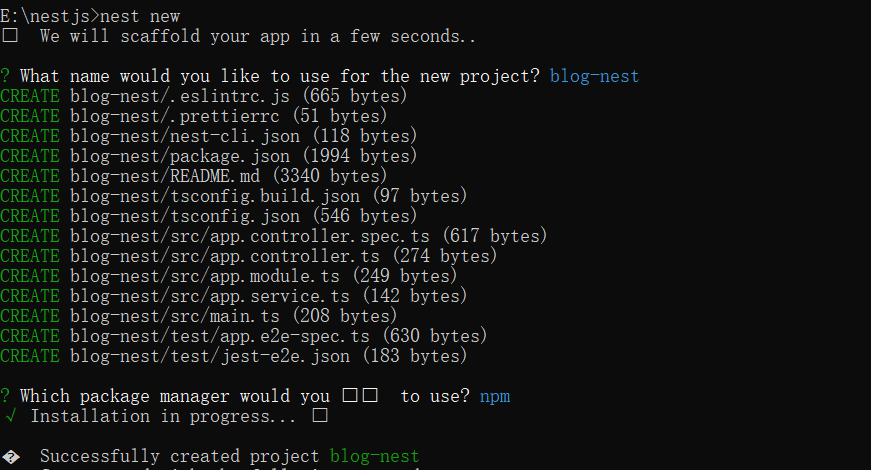 E:\nestjs>nest new
We will scaffold your app in a few seconds..
? What name would you like to use for the new project? blog-nest
CREATE blog-nest/.eslintrc.js (665 bytes)
CREATE blog-nest/.prettierrc (51 bytes)
CREATE blog-nest/nest-cli.json (118 bytes)
CREATE blog-nest/package.json (1994 bytes)
CREATE blog-nest/README.md (3340 bytes)
CREATE blog-nest/tsconfig.build.json (97 bytes)
CREATE blog-nest/tsconfig.json (546 bytes)
CREATE blog-nest/src/app.controller.spec.ts (617 bytes)
CREATE blog-nest/src/app.controller.ts (274 bytes)
CREATE blog-nest/src/app.module.ts (249 bytes)
CREATE blog-nest/src/app.service.ts (142 bytes)
CREATE blog-nest/src/main.ts (208 bytes)
CREATE blog-nest/test/app.e2e-spec.ts (630 bytes)
CREATE blog-nest/test/jest-e2e.json (183 bytes)
? Which package manager would you □□ to use? npm
√ Installation in progress... □
� Successfully created project blog-nest